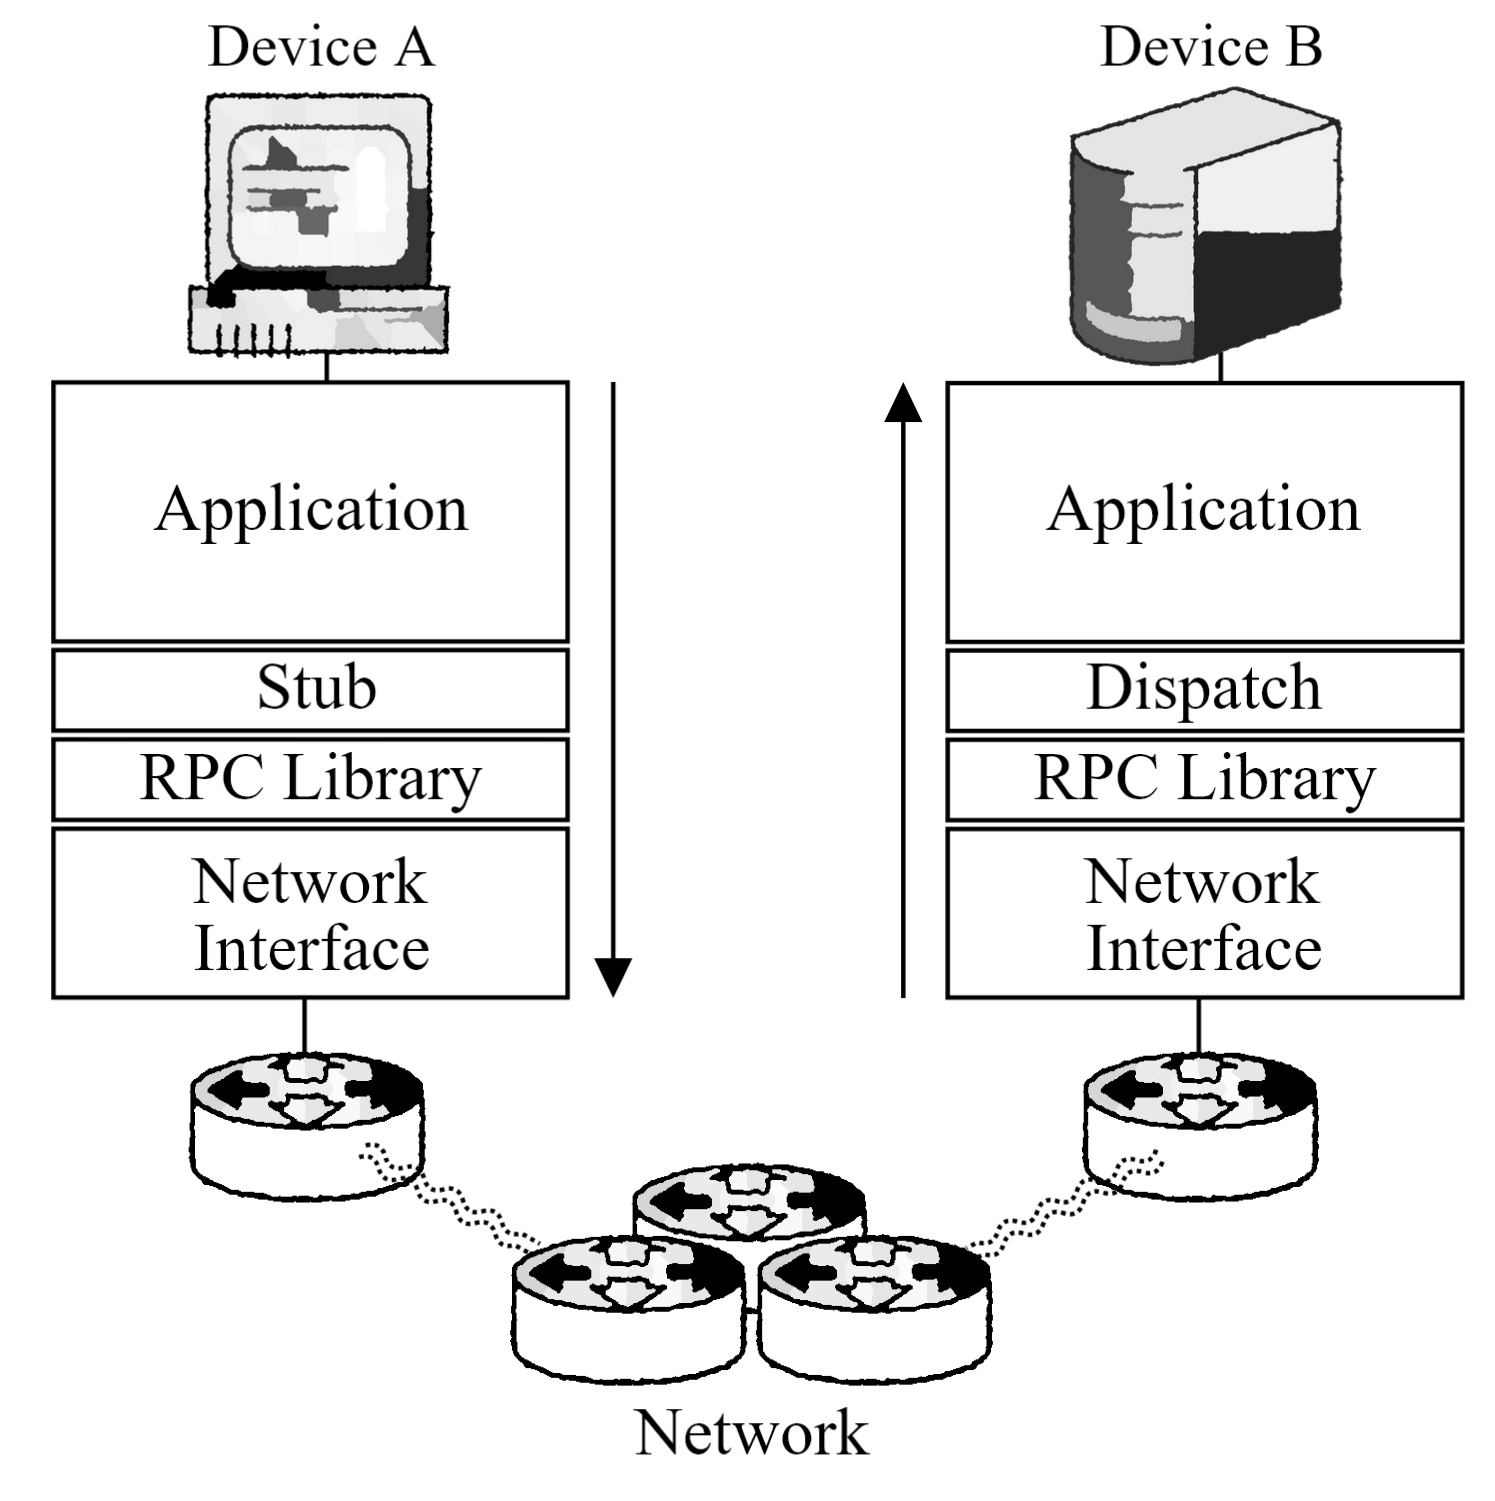 Device A
Device B
Application
Stub
RPC Library
Network
Interface
Application
Dispatch
RPC Library
Network
Interface
Network